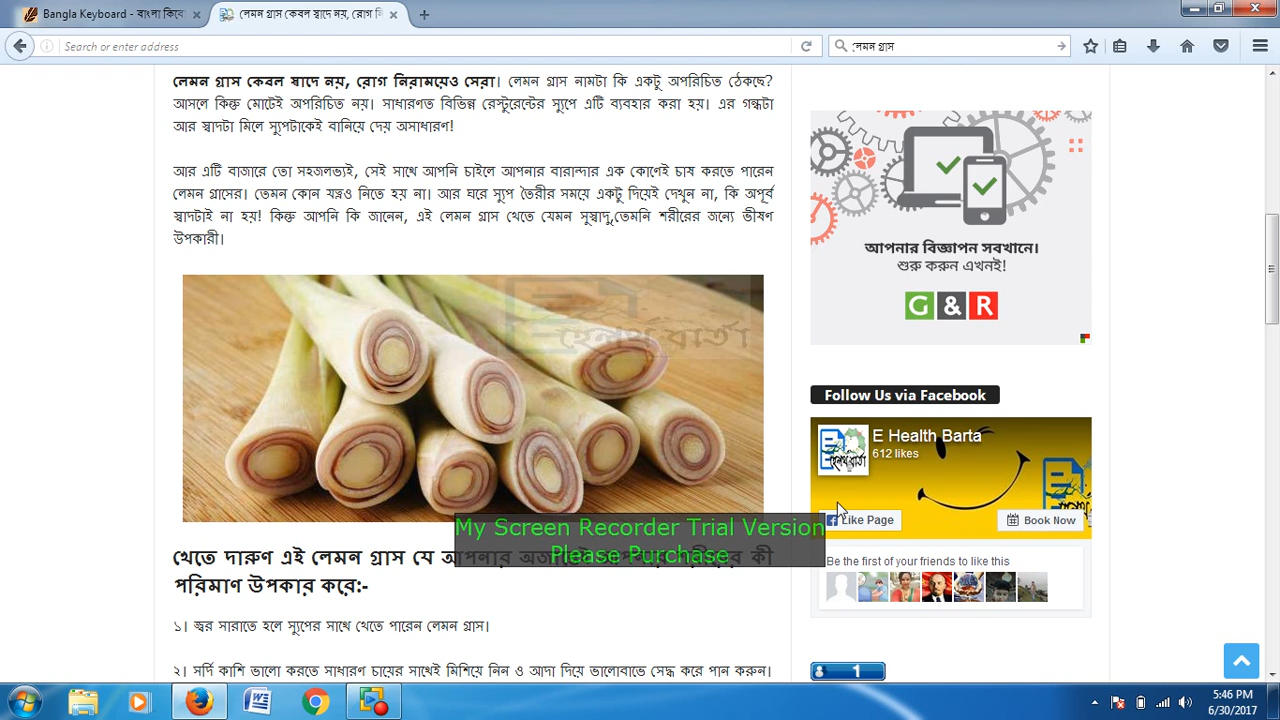 Bangla Keyboard - বাংলা কিবো
লেমন গ্রাস কেবল স্বাদে নয়, রোগ নি
Search or enter address
লেমন গ্রাস
লেমন গ্রাস কেবল স্বাদে নয়, রোগ নিরাময়েও সেরা। লেমন গ্রাস নামটা কি একটু অপরিচিত ঠেকছে?
আসলে কিন্তু মোটেই অপরিচিত নয়। সাধারণত বিভিন্ন রেস্টুরেন্টের স্যুপে এটি ব্যবহার করা হয়। এর গন্ধটা
আর স্বাদটা মিলে স্যূপটাকেই বানিয়ে দেয় অসাধারণ!
আর এটি বাজারে তো সহজলভ্যই, সেই সাথে আপনি চাইলে আপনার বারান্দার এক কোণেই চাষ করতে পারেন
লেমন গ্রাসের। তেমন কোন যত্নও নিতে হয় না। আর ঘরে স্যূপ তৈরীর সময়ে একটু দিয়েই দেখুন না, কি অপূর্ব
স্বাদটাই না হয়! কিন্তু আপনি কি জানেন, এই লেমন গ্রাস খেতে যেমন সুস্বাদু,তেমনি শরীরের জন্যে ভীষণ
উপকারী।
হেলথ বার্তা
My Screen Recorder Trial Version
Please Purchase
খেতে দারুণ এই লেমন গ্রাস যে আপনার কী
পরিমাণ উপকার করে:-
১। জ্বর সারাতে হলে স্যুপের সাথে খেতে পারেন লেমন গ্রাস।
২। সর্দি কাশি ভালো করতে সাধারণ চায়ের সাথেই মিশিয়ে নিন ও আদা দিয়ে ভালোবাভে সেদ্ধ করে পান করুন।
আপনার বিজ্ঞাপন সবখানে।
শুরু করুন এখনই!
G & R
Follow Us via Facebook
E Health Barta
612 likes
Like Page
Book Now
Be the first of your friends to like this
1
5:46 PM
6/30/2017